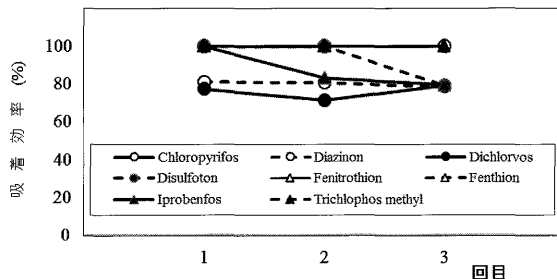 吸着効率 (%)
100
80
60
40
20
0
Chloropyrifos Diazinon Dichlorvos
Disulfoton Fenitrothion Fenthion
Iprobenfos Trichlophos methyl
1 2 3
回目